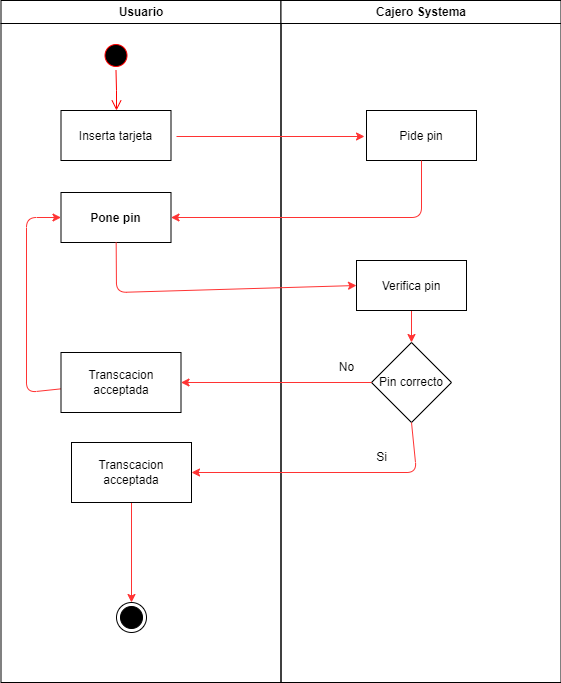 Usuario
Cajero Systema
Inserta tarjeta
Pide pin
Pone pin
Verifica pin
No
Pin correcto
Transcacion
acceptada
Si
Transcacion
acceptada